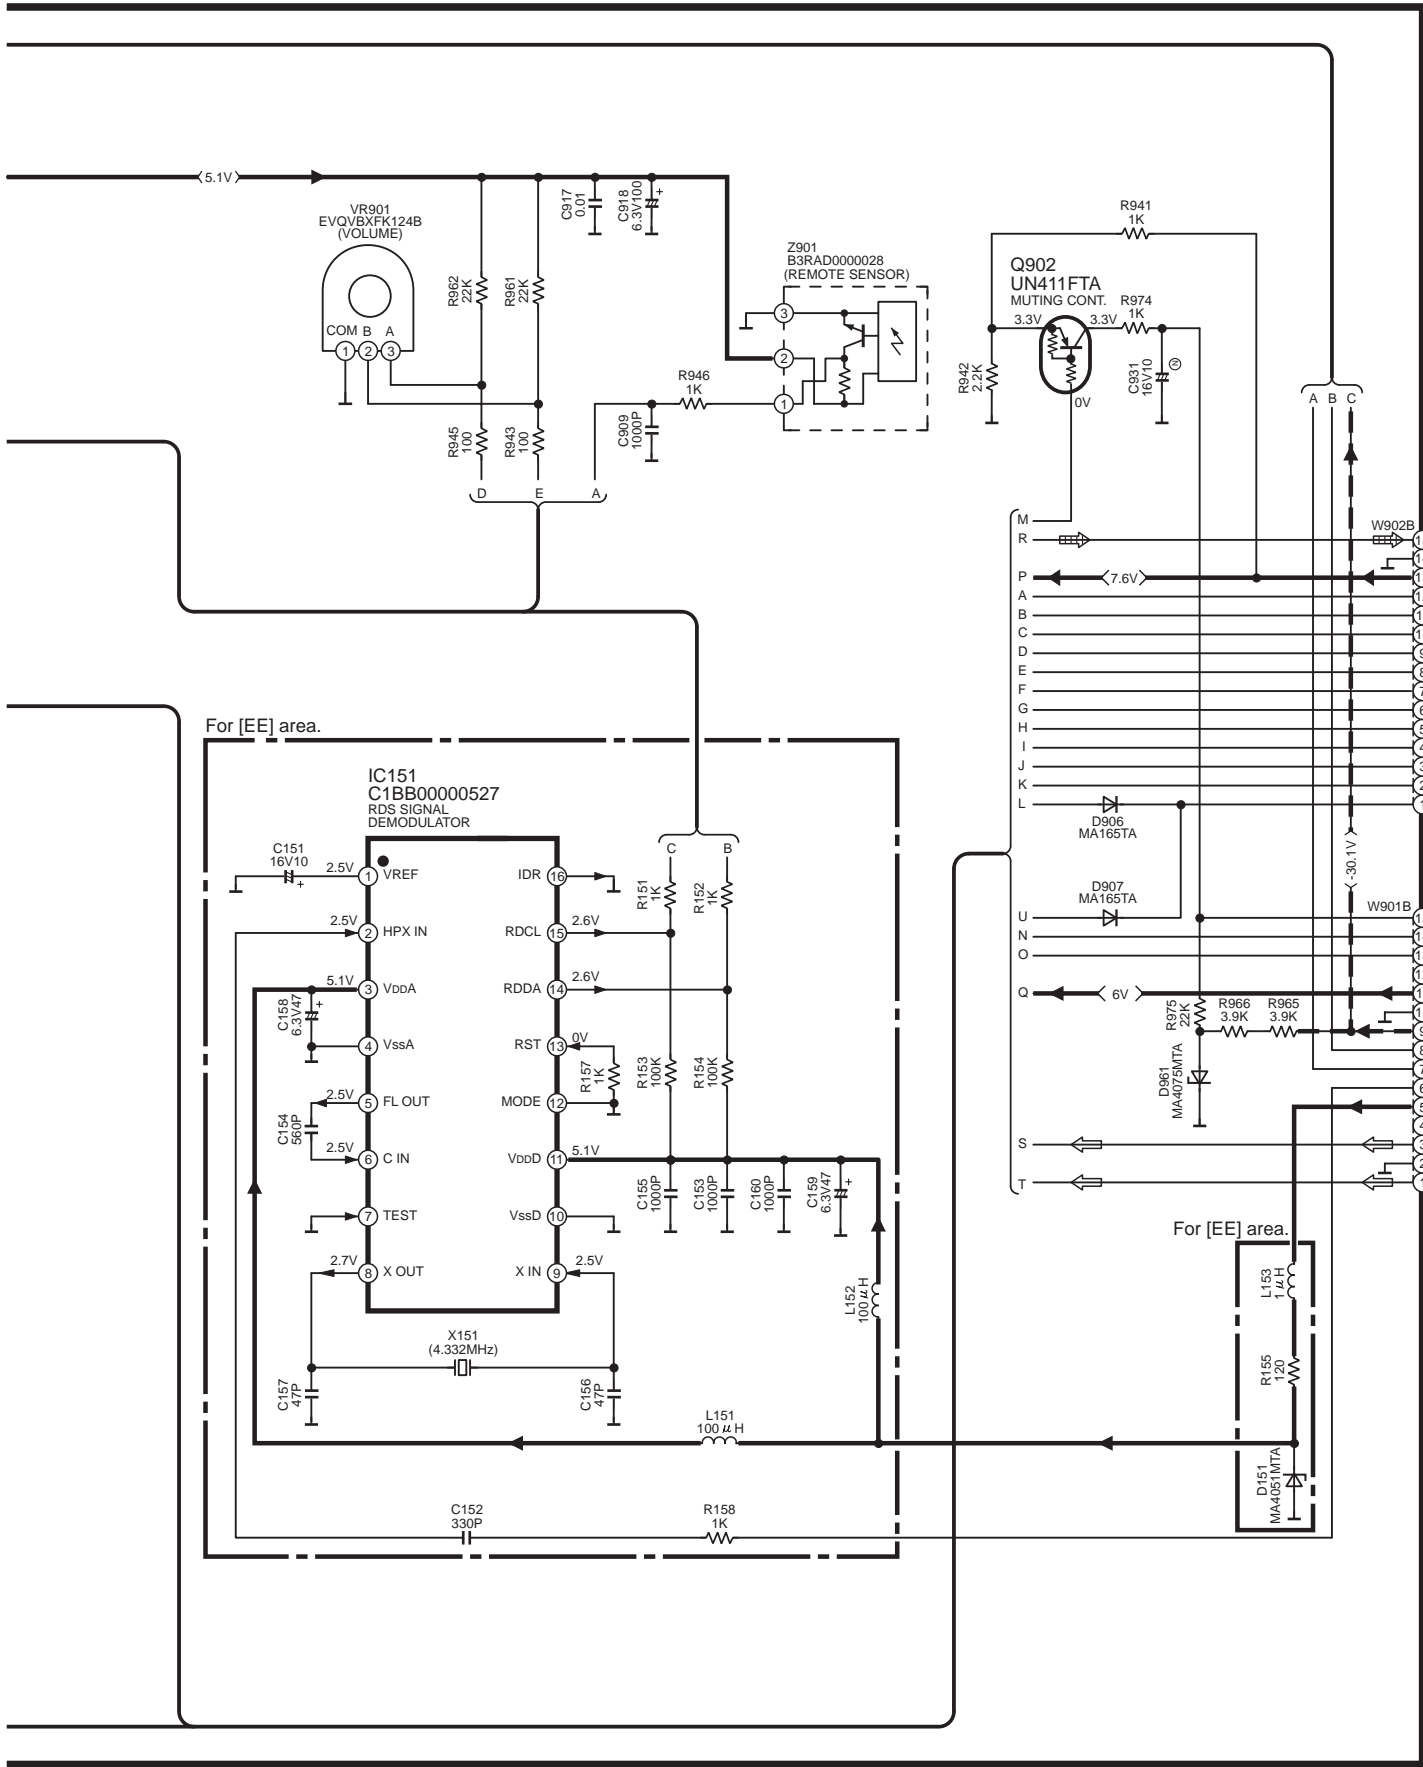 5.1V
VR901
EVQVBXFK124B
(VOLUME)
COM B A
1 2 3
R962
22K
R961
22K
C917
0.01
C918
6.3V100
+
R945
100
R943
100
D E A
C909
1000P
R946
1K
Z901
B3RAD0000028
(REMOTE SENSOR)
3
2
1
R941
1K
Q902
UN411FTA
MUTING CONT.
3.3V
3.3V
R974
1K
0V
R942
2.2K
C931
16V10
N
A B C
M
R
W902B
P
7.6V
A
B
C
D
E
F
G
H
I
J
K
L
D906
MA165TA
D907
MA165TA
-30.1V
W901B
U
N
O
Q
6V
R975
22K
R966
3.9K
R965
3.9K
D961
MA4075MTA
S
T
9
8
7
6
5
4
3
2
1
For [EE] area.
L153
1μH
R155
120
D151
MA4051MTA
For [EE] area.
IC151
C1BB00000527
RDS SIGNAL
DEMODULATOR
C151
16V10
+
2.5V
1 VREF
2.5V
2 HPX IN
5.1V
3 VDDA
C158
6.3V47
+
4 VssA
2.5V
5 FL OUT
C154
560P
2.5V
6 C IN
7 TEST
2.7V
8 X OUT
IDR 16
RDCL 15
2.6V
RDDA 14
2.6V
RST 13
0V
MODE 12
R157
1K
VDDD 11
5.1V
VssD 10
X IN 9
2.5V
C B
R151
1K
R152
1K
R153
100K
R154
100K
C155
1000P
C153
1000P
C160
1000P
C159
6.3V47
+
L152
100μH
X151
(4.332MHz)
C157
47P
C156
47P
L151
100μH
C152
330P
R158
1K